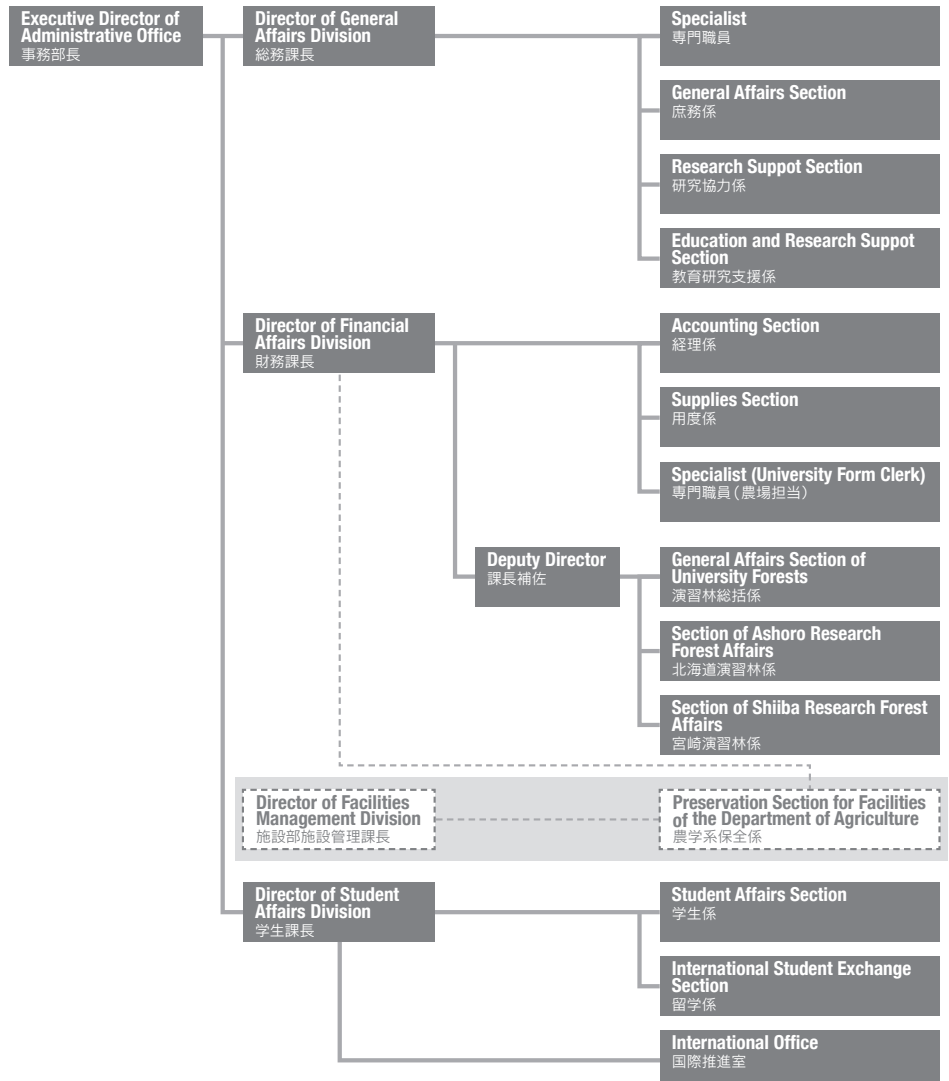 Executive Director of
Administrative Office
事務部長
Director of General
Affairs Division
総務課長
Specialist
専門職員
General Affairs Section
庶務係
Research Suppot Section
研究協力係
Education and Research Suppot
Section
教育研究支援係
Director of Financial
Affairs Division
財務課長
Accounting Section
経理係
Supplies Section
用度係
Specialist (University Form Clerk)
専門職員(農場担当)
Deputy Director
課長補佐
General Affairs Section of
University Forests
演習林総括係
Section of Ashoro Research
Forest Affairs
北海道演習林係
Section of Shiiba Research Forest
Affairs
宮崎演習林係
Director of Facilities
Management Division
施設部施設管理課長
Preservation Section for Facilities
of the Department of Agriculture
農学系保全係
Director of Student
Affairs Division
学生課長
Student Affairs Section
学生係
International Student Exchange
Section
留学係
International Office
国際推進室